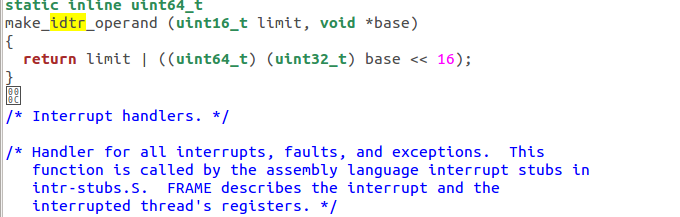 static inline uint64_t
make_idtr_operand (uint16_t limit, void *base)
{
  return limit | ((uint64_t) (uint32_t) base << 16);
}
000C
/* Interrupt handlers. */

/* Handler for all interrupts, faults, and exceptions.  This
   function is called by the assembly language interrupt stubs in
   intr-stubs.S.  FRAME describes the interrupt and the
   interrupted thread's registers. */